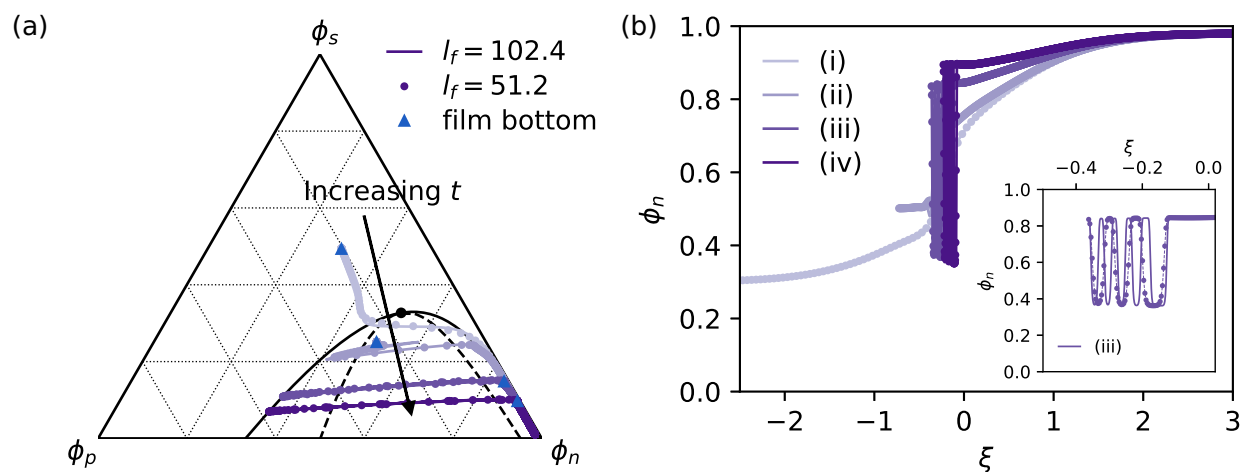 (a)
ϕs
lf = 102.4
lf = 51.2
film bottom
Increasing t
ϕp
ϕn
(b)
1.0
0.8
0.6
0.4
0.2
0.0
ϕn
(i)
(ii)
(iii)
(iv)
−2
−1
0
1
2
3
ξ
ξ
−0.4
−0.2
0.0
1.0
0.8
0.6
0.4
0.2
0.0
ϕn
(iii)